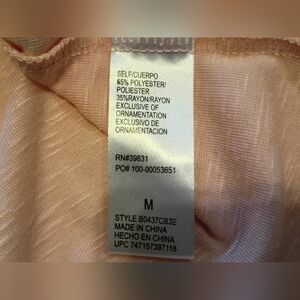 SELF/CUERPO
65% POLYESTER/
POLIESTER
35%RAYON/RAYON
EXCLUSIVE OF
ORNAMENTATION
EXCLUSIVO DE
ORNAMENTACION
RN#39831
PO# 100-00053651
M
STYLE B0437CB3E
MADE IN CHINA
HECHO EN CHINA
UPC 747157397118